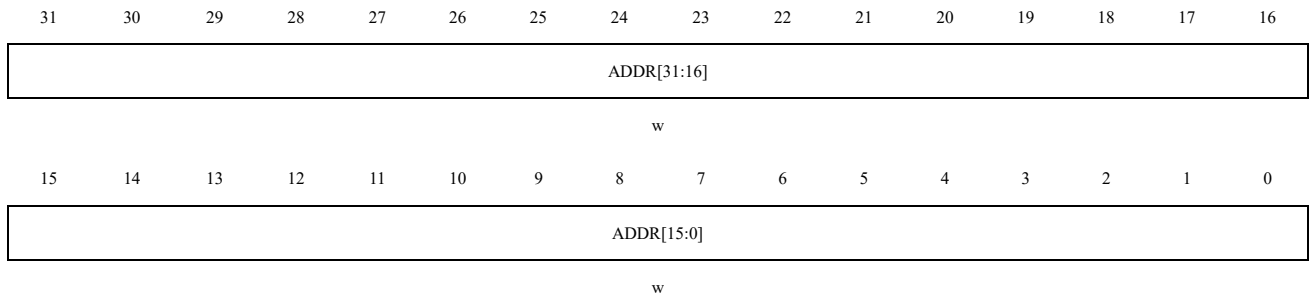 31 30 29 28 27 26 25 24 23 22 21 20 19 18 17 16
ADDR[31:16]
w
15 14 13 12 11 10 9 8 7 6 5 4 3 2 1 0
ADDR[15:0]
w